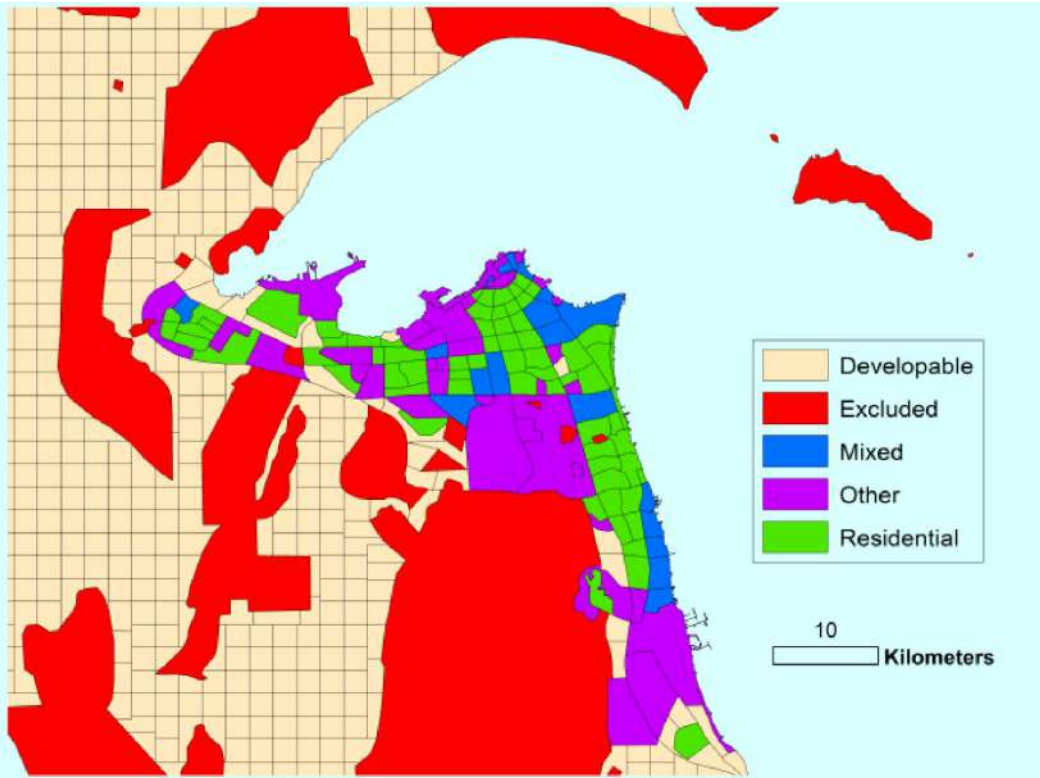 Developable
Excluded
Mixed
Other
Residential
10
Kilometers